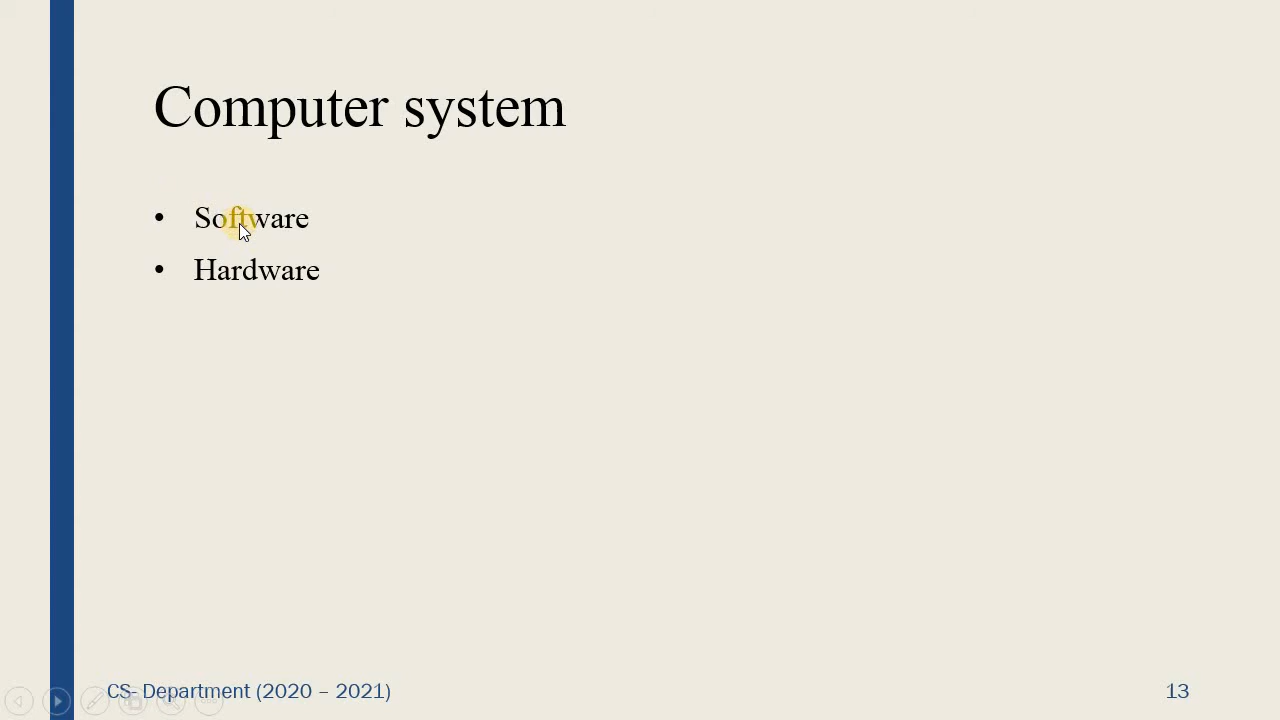 Computer system
• Software
• Hardware
CS- Department (2020 – 2021)
13